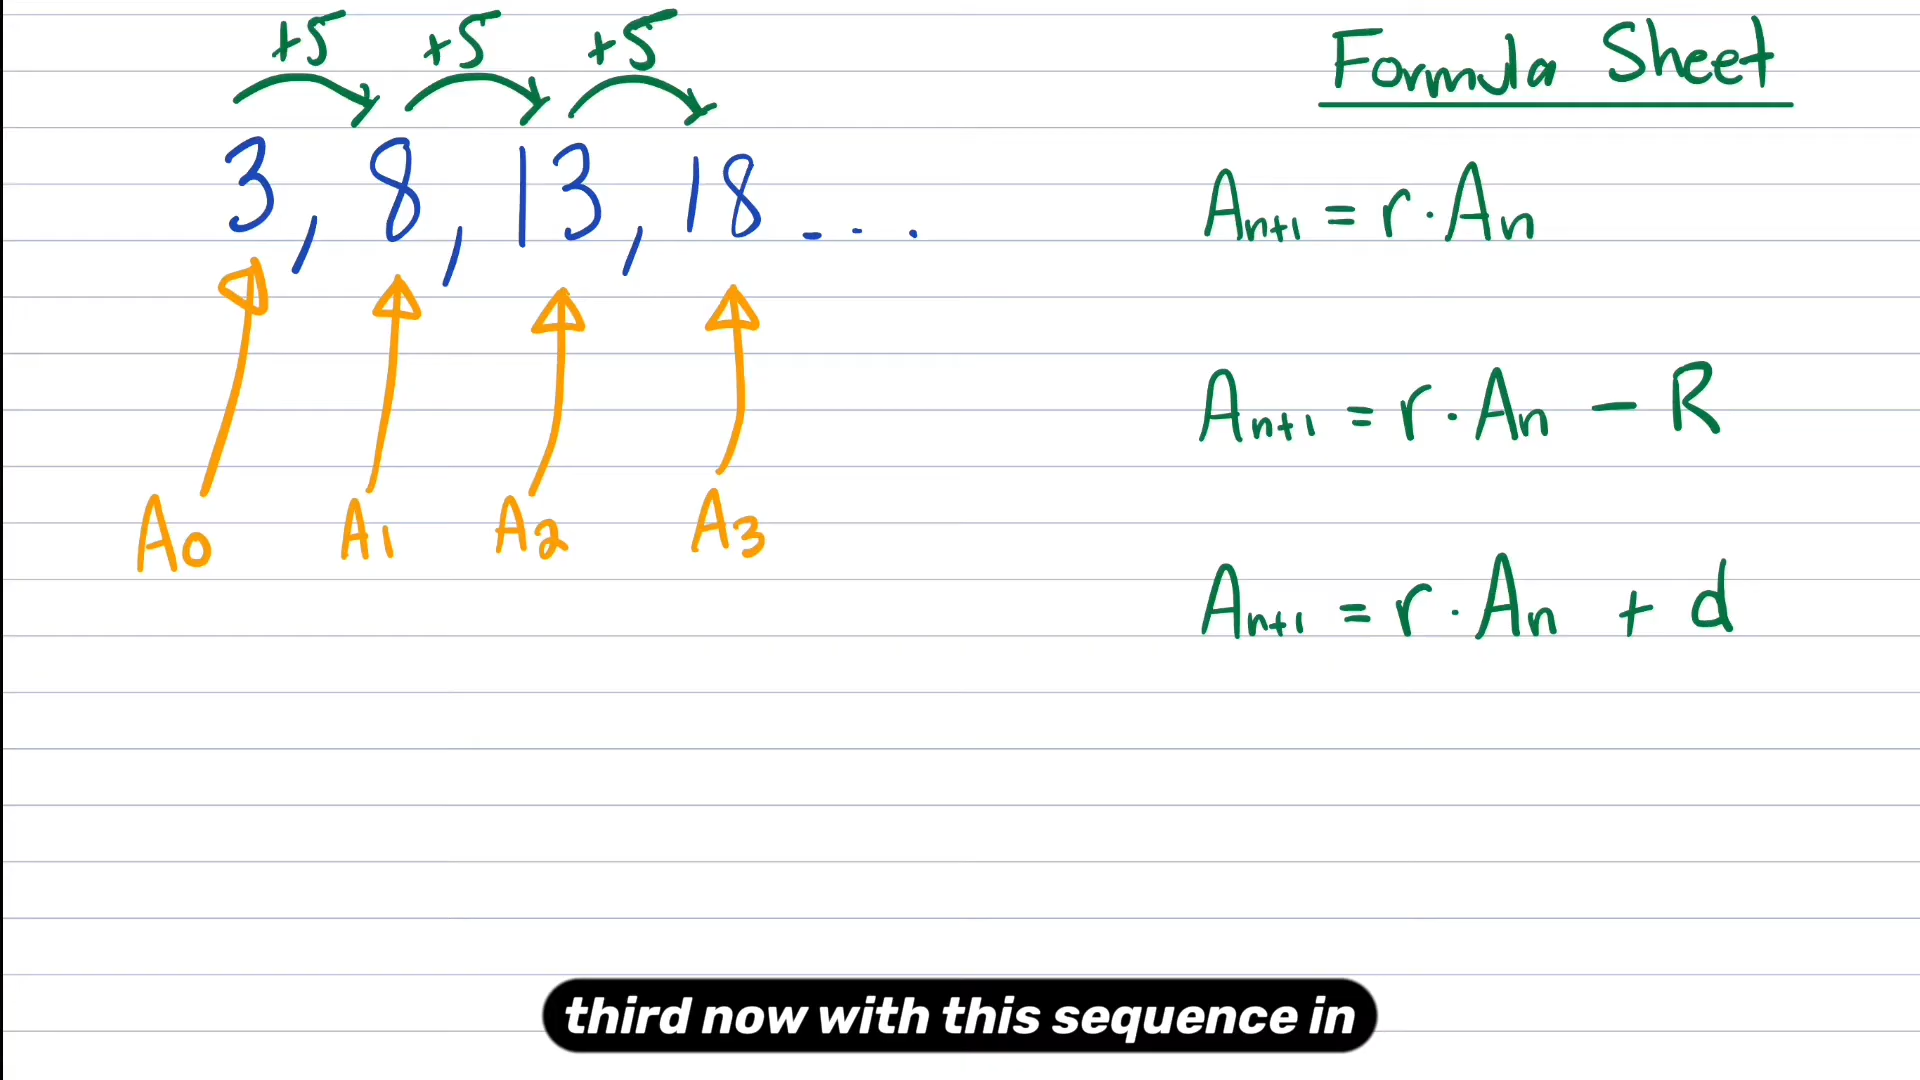 +5 +5 +5
3, 8, 13, 18 ...
A0 A1 A2 A3
Formula Sheet
An+1 = r · An
An+1 = r · An − R
An+1 = r · An + d
third now with this sequence in